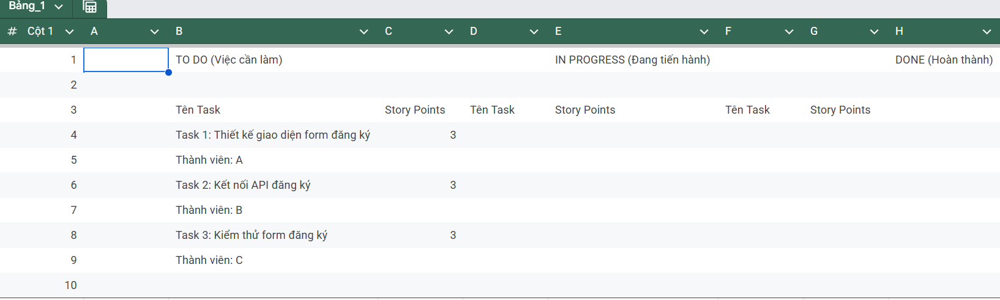 Bảng_1
# Cột 1 A B C D E F G H
1 TO DO (Việc cần làm) IN PROGRESS (Đang tiến hành) DONE (Hoàn thành)
2
3 Tên Task Story Points Tên Task Story Points Tên Task Story Points
4 Task 1: Thiết kế giao diện form đăng ký 3
5 Thành viên: A
6 Task 2: Kết nối API đăng ký 3
7 Thành viên: B
8 Task 3: Kiểm thử form đăng ký 3
9 Thành viên: C
10